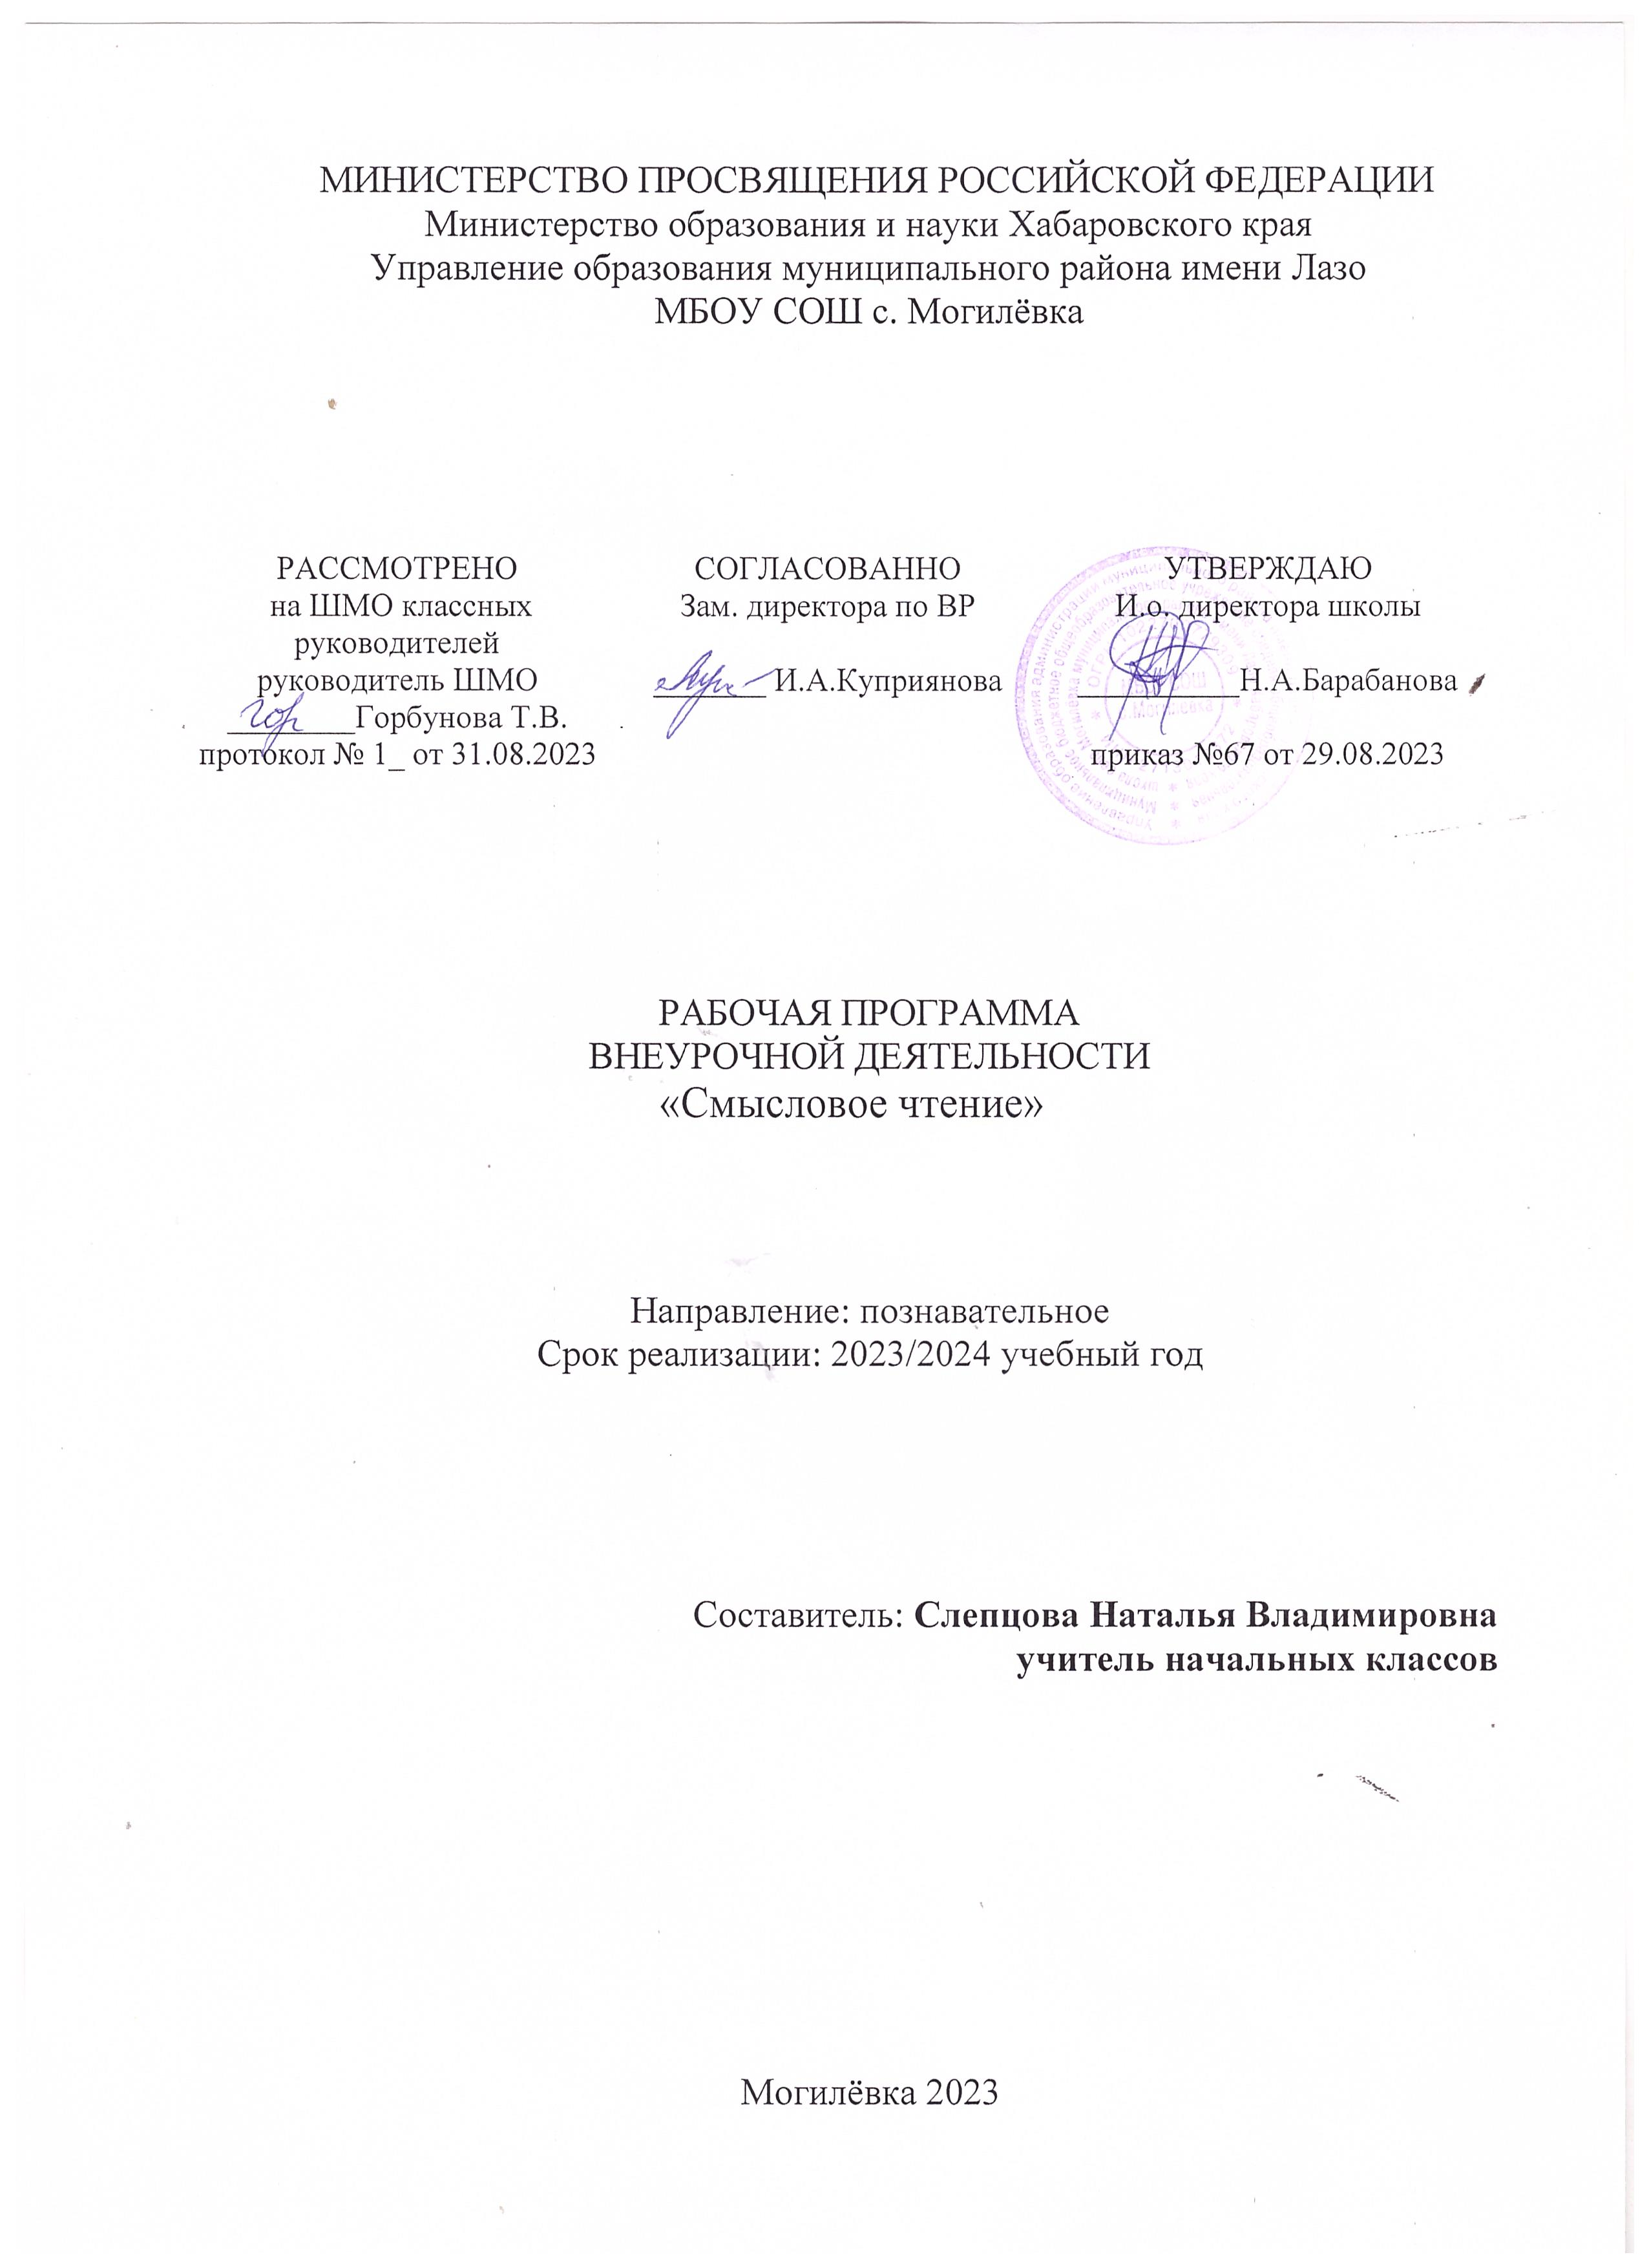 МИНИСТЕРСТВО ПРОСВЯЩЕНИЯ РОССИЙСКОЙ ФЕДЕРАЦИИ
Министерство образования и науки Хабаровского края
Управление образования муниципального района имени Лазо
МБОУ СОШ с. Могилёвка
РАССМОТРЕНО
на ШМО классных
руководителей
руководитель ШМО
Гор Горбунова Т.В.
протокол № 1_ от 31.08.2023
СОГЛАСОВАННО
Зам. директора по ВР
И.А.Куприянова
УТВЕРЖДАЮ
И.о. директора школы
Н.А.Барабанова
приказ №67 от 29.08.2023
РАБОЧАЯ ПРОГРАММА
ВНЕУРОЧНОЙ ДЕЯТЕЛЬНОСТИ
«Смысловое чтение»
Направление: познавательное
Срок реализации: 2023/2024 учебный год
Составитель: Слепцова Наталья Владимировна
учитель начальных классов
Могилёвка 2023